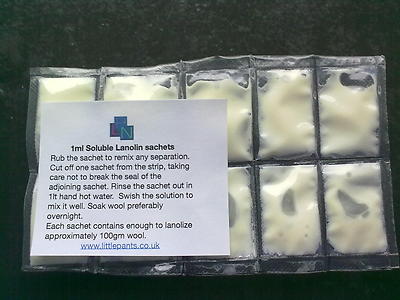 LN
1ml Soluble Lanolin sachets
Rub the sachet to remix any separation.
Cut off one sachet from the strip, taking
care not to break the seal of the
adjoining sachet. Rinse the sachet out in
1lt hand hot water. Swish the solution to
mix it well. Soak wool preferably
overnight.
Each sachet contains enough to lanolize
approximately 100gm wool.
www.littlepants.co.uk